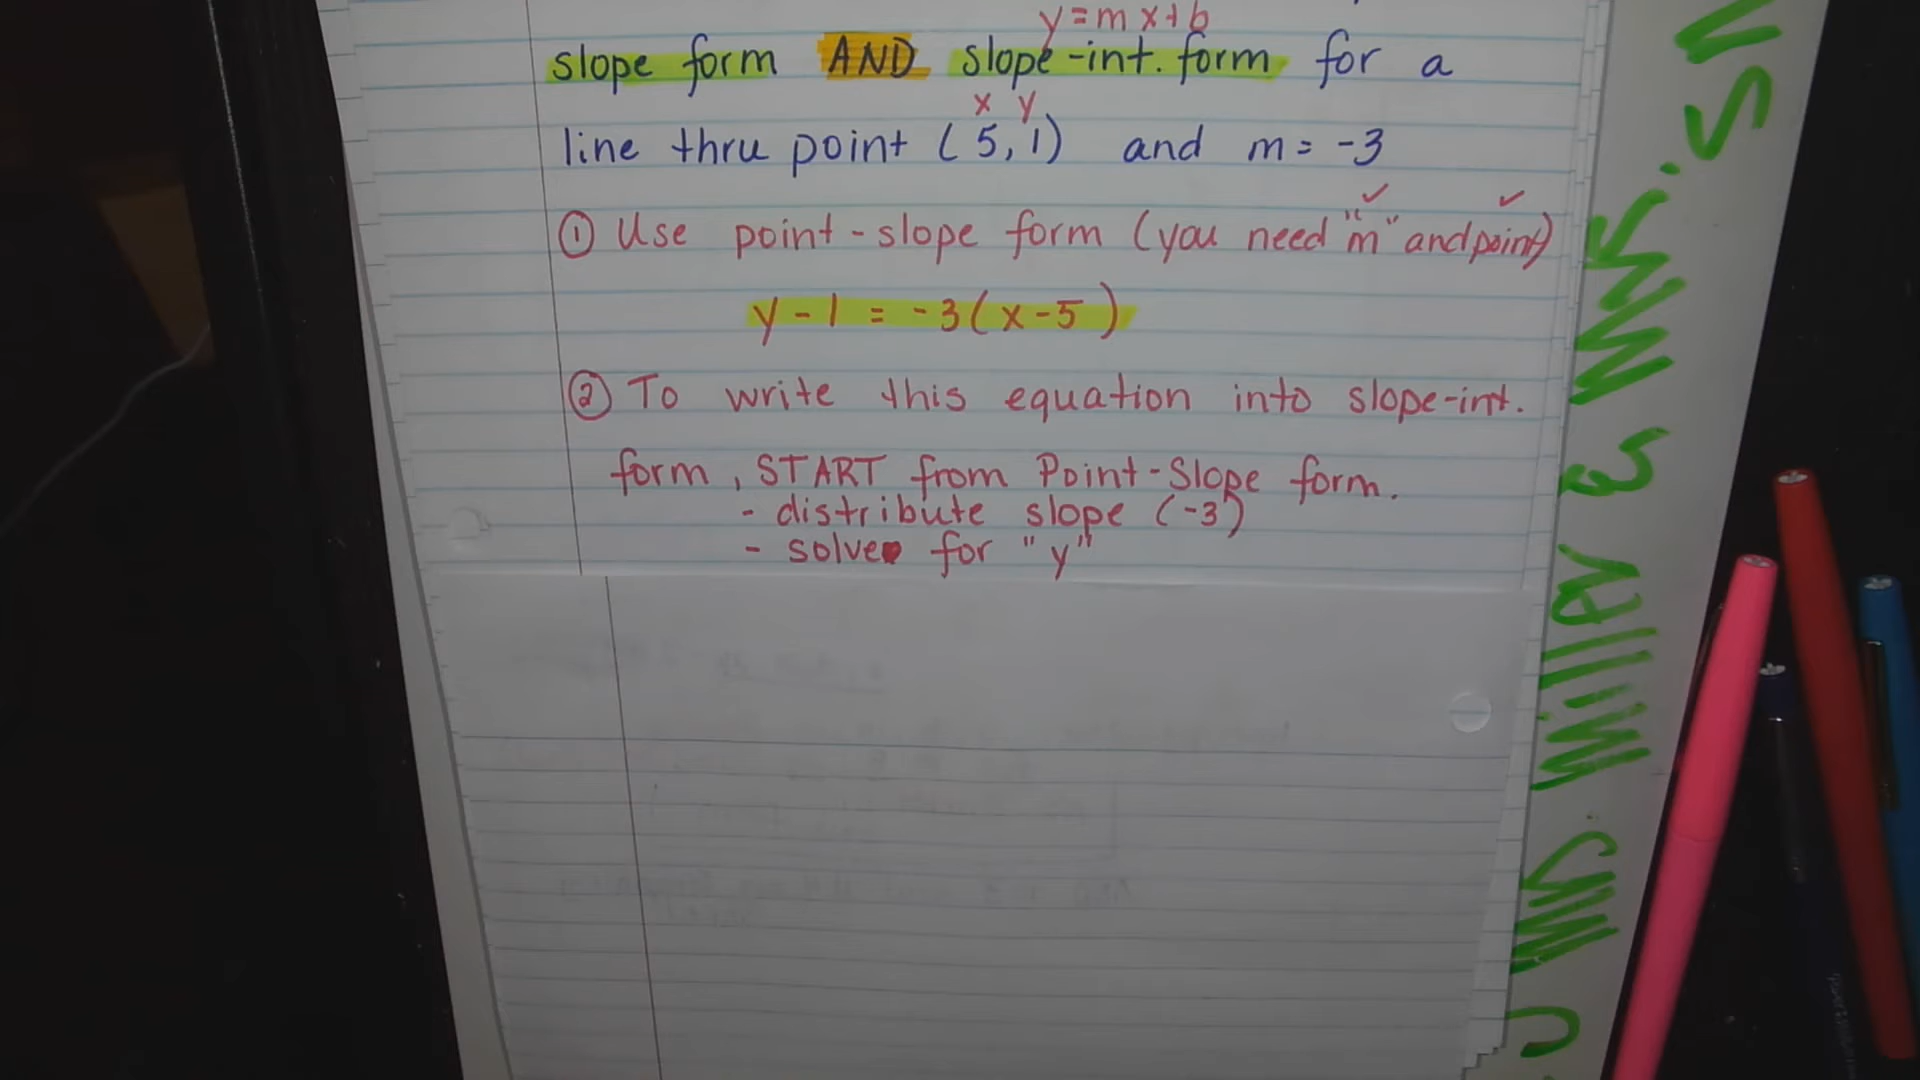 y=mx+b
slope form AND slope-int. form for a
x y
line thru point (5,1) and m = -3
① Use point-slope form (you need "m" and point)
y - 1 = -3(x-5)
② To write this equation into slope-int.
form, START from Point-Slope form.
- distribute slope (-3)
- solve for "y"